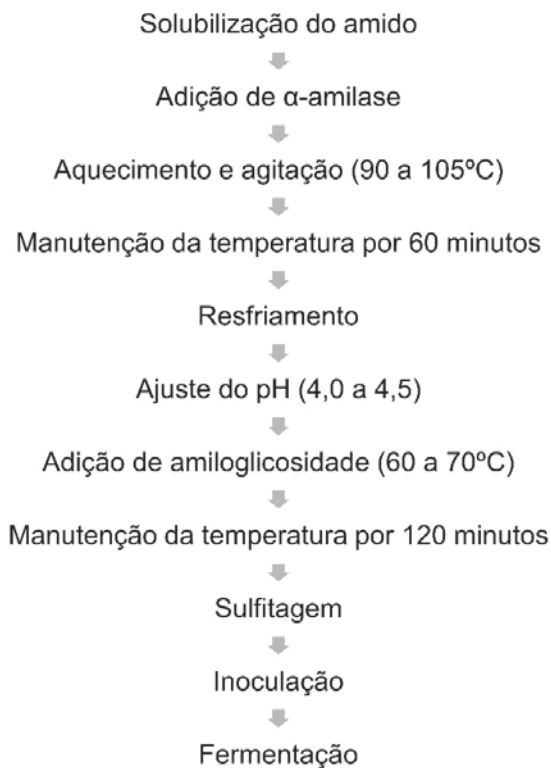 Solubilização do amido
Adição de α-amilase
Aquecimento e agitação (90 a 105ºC)
Manutenção da temperatura por 60 minutos
Resfriamento
Ajuste do pH (4,0 a 4,5)
Adição de amiloglicosidade (60 a 70ºC)
Manutenção da temperatura por 120 minutos
Sulfitagem
Inoculação
Fermentação